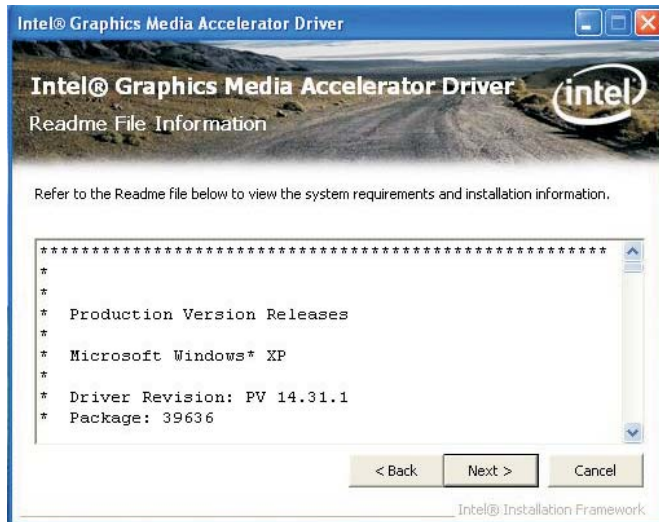 Intel® Graphics Media Accelerator Driver
Intel® Graphics Media Accelerator Driver
intel
Readme File Information
Refer to the Readme file below to view the system requirements and installation information.
********************************************************
*
*
* Production Version Releases
*
* Microsoft Windows* XP
*
* Driver Revision: PV 14.31.1
* Package: 39636
< Back
Next >
Cancel
Intel® Installation Framework